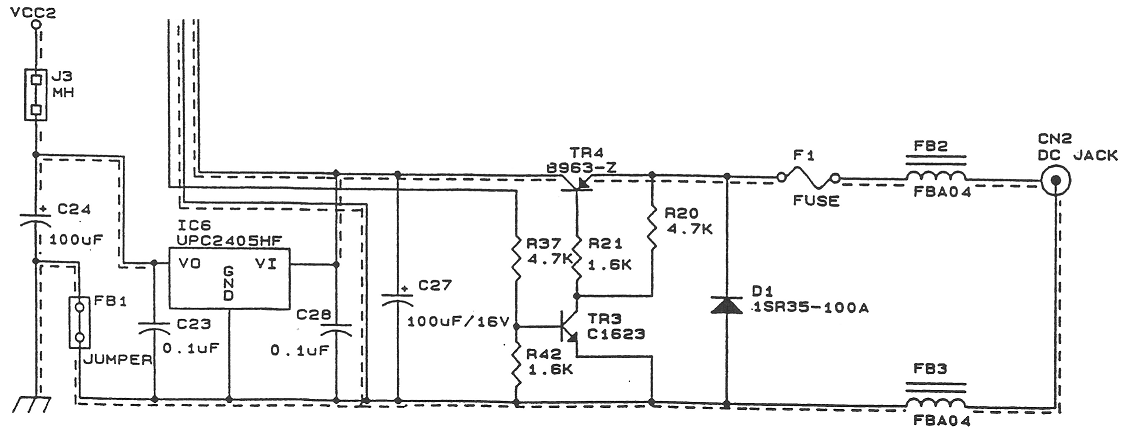 VCC2
J3
MH
C24
+
100uF
FB1
JUMPER
IC6
UPC2405HF
VO
GND
VI
C23
0.1uF
C28
0.1uF
+
C27
100uF/16V
R37
4.7K
R42
1.6K
TR4
B963-Z
R21
1.6K
R20
4.7K
TR3
C1623
D1
1SR35-100A
F1
FUSE
FB2
FBA04
CN2
DC JACK
FB3
FBA04